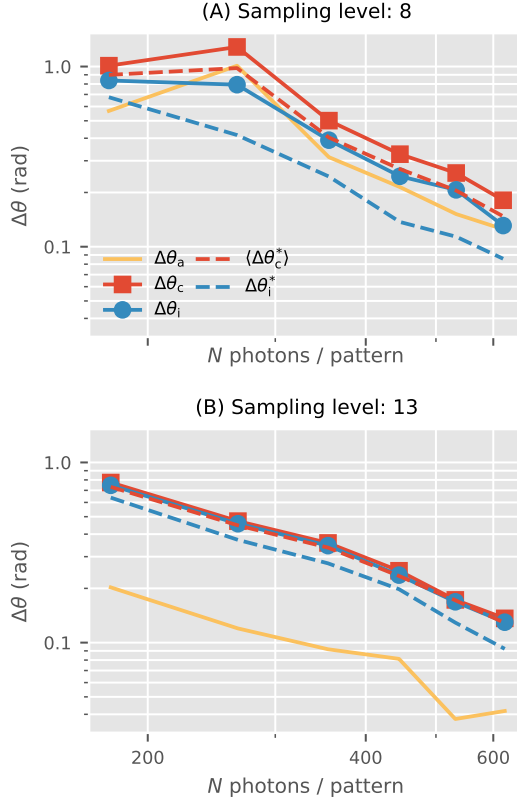 (A) Sampling level: 8
1.0
0.1
Δθ (rad)
Δθa
Δθc
Δθi
⟨Δθc*⟩
Δθi*
N photons / pattern
(B) Sampling level: 13
1.0
0.1
Δθ (rad)
200 400 600
N photons / pattern